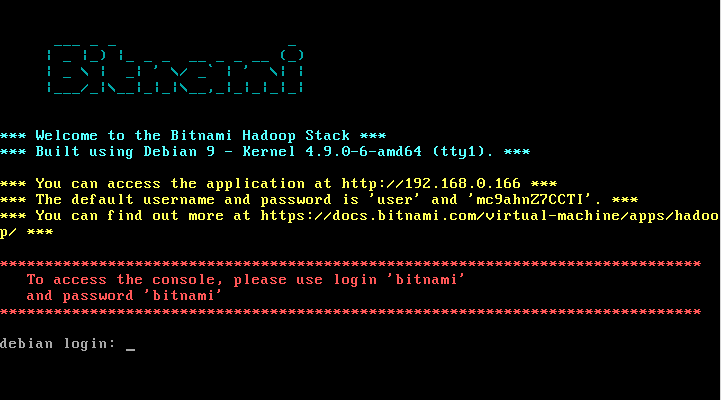 Bitnami
*** Welcome to the Bitnami Hadoop Stack ***
*** Built using Debian 9 - Kernel 4.9.0-6-amd64 (tty1). ***
*** You can access the application at http://192.168.0.166 ***
*** The default username and password is 'user' and 'mc9ahnZ7CCTI'. ***
*** You can find out more at https://docs.bitnami.com/virtual-machine/apps/hadoo
p/ ***
******************************************************************************
To access the console, please use login 'bitnami'
and password 'bitnami'
******************************************************************************
debian login: _